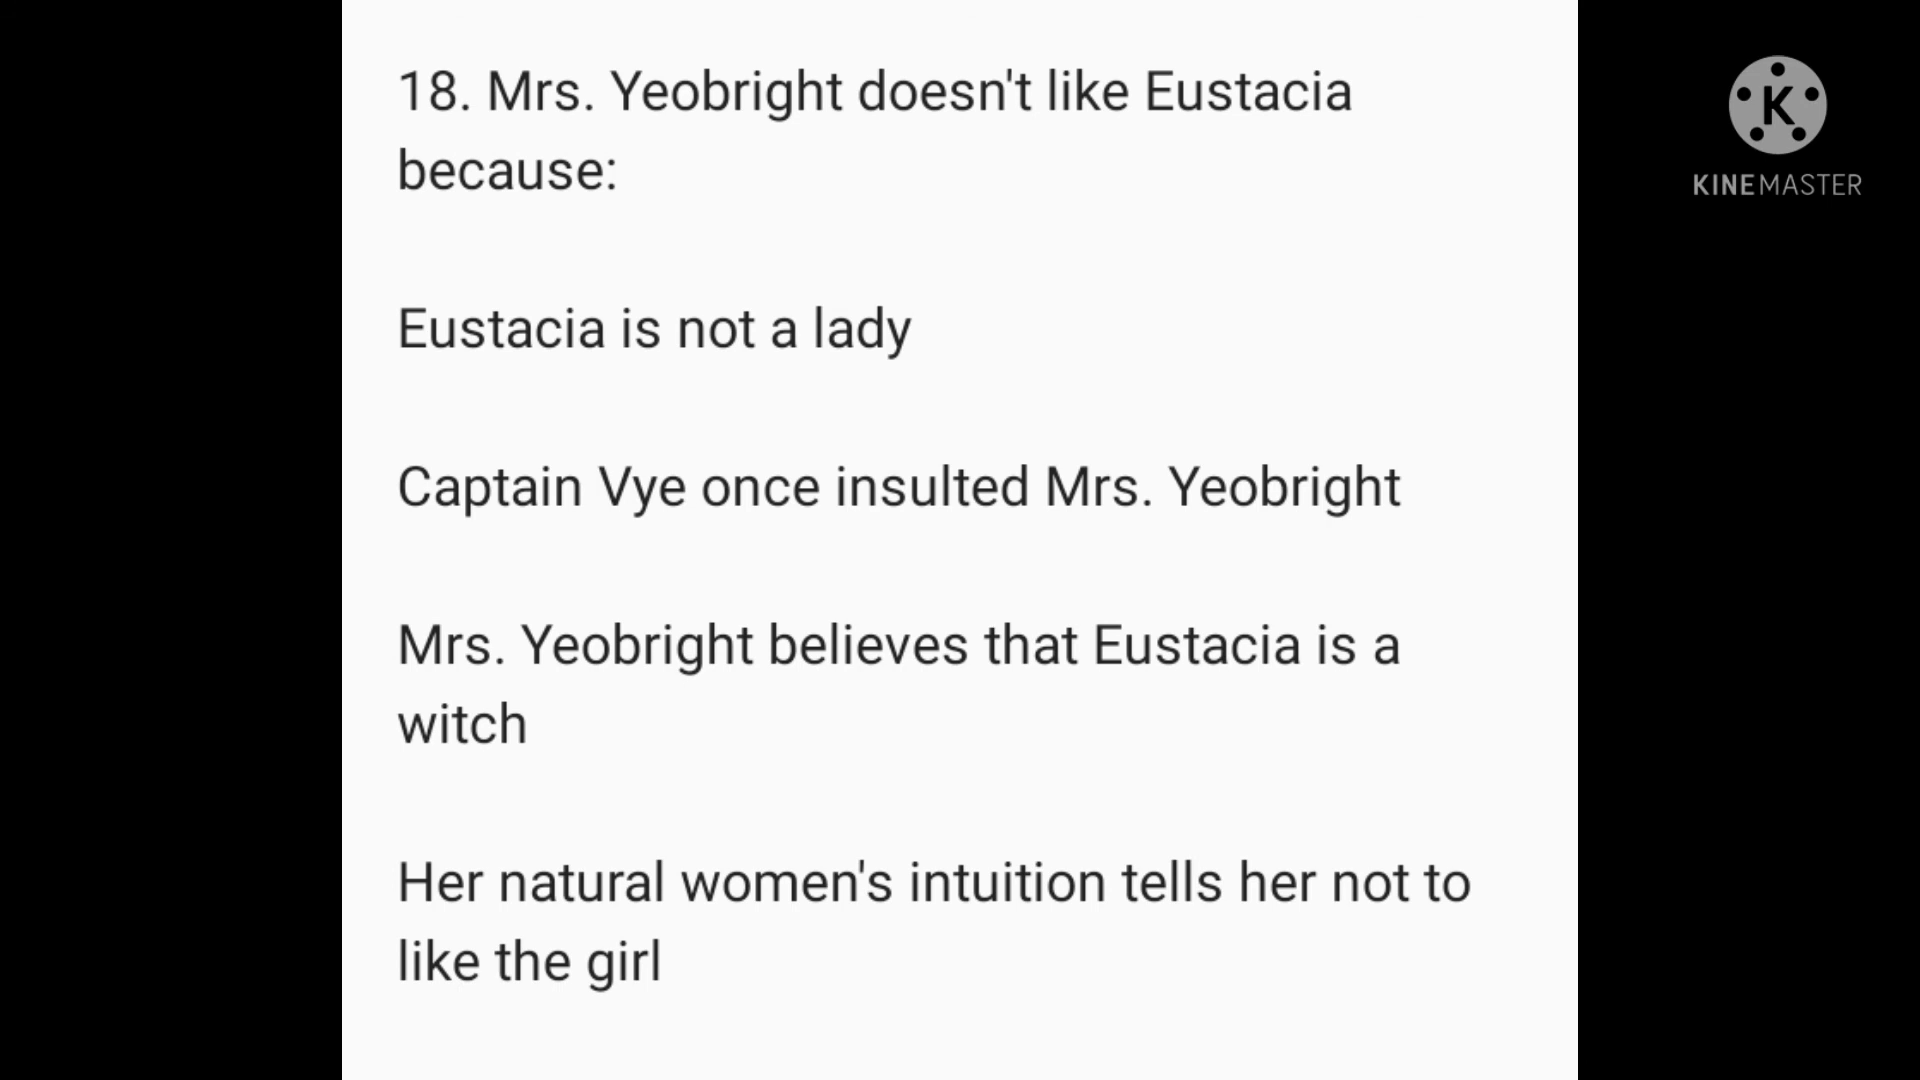 18. Mrs. Yeobright doesn't like Eustacia
because:
Eustacia is not a lady
Captain Vye once insulted Mrs. Yeobright
Mrs. Yeobright believes that Eustacia is a
witch
Her natural women's intuition tells her not to
like the girl
K
KINEMASTER